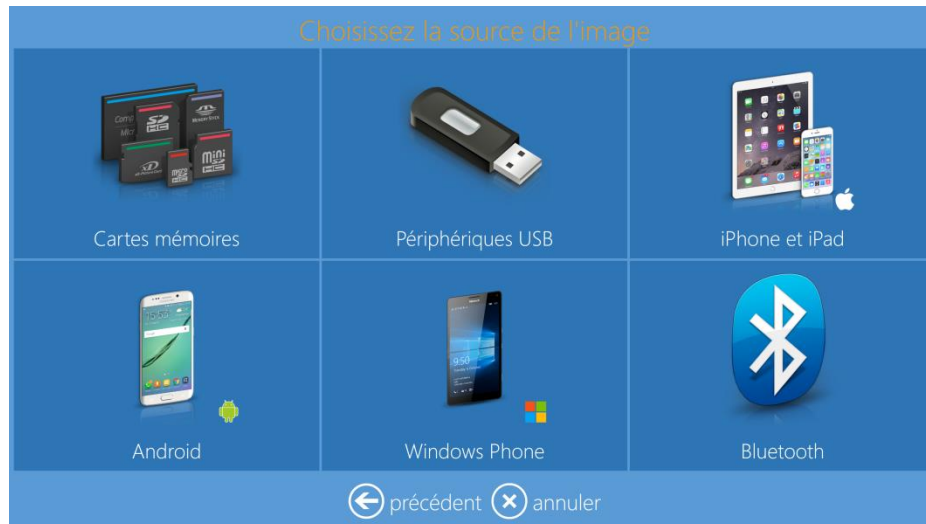 Choisissez la source de l'image
Cartes mémoires
Périphériques USB
iPhone et iPad
Android
Windows Phone
Bluetooth
précédent annuler